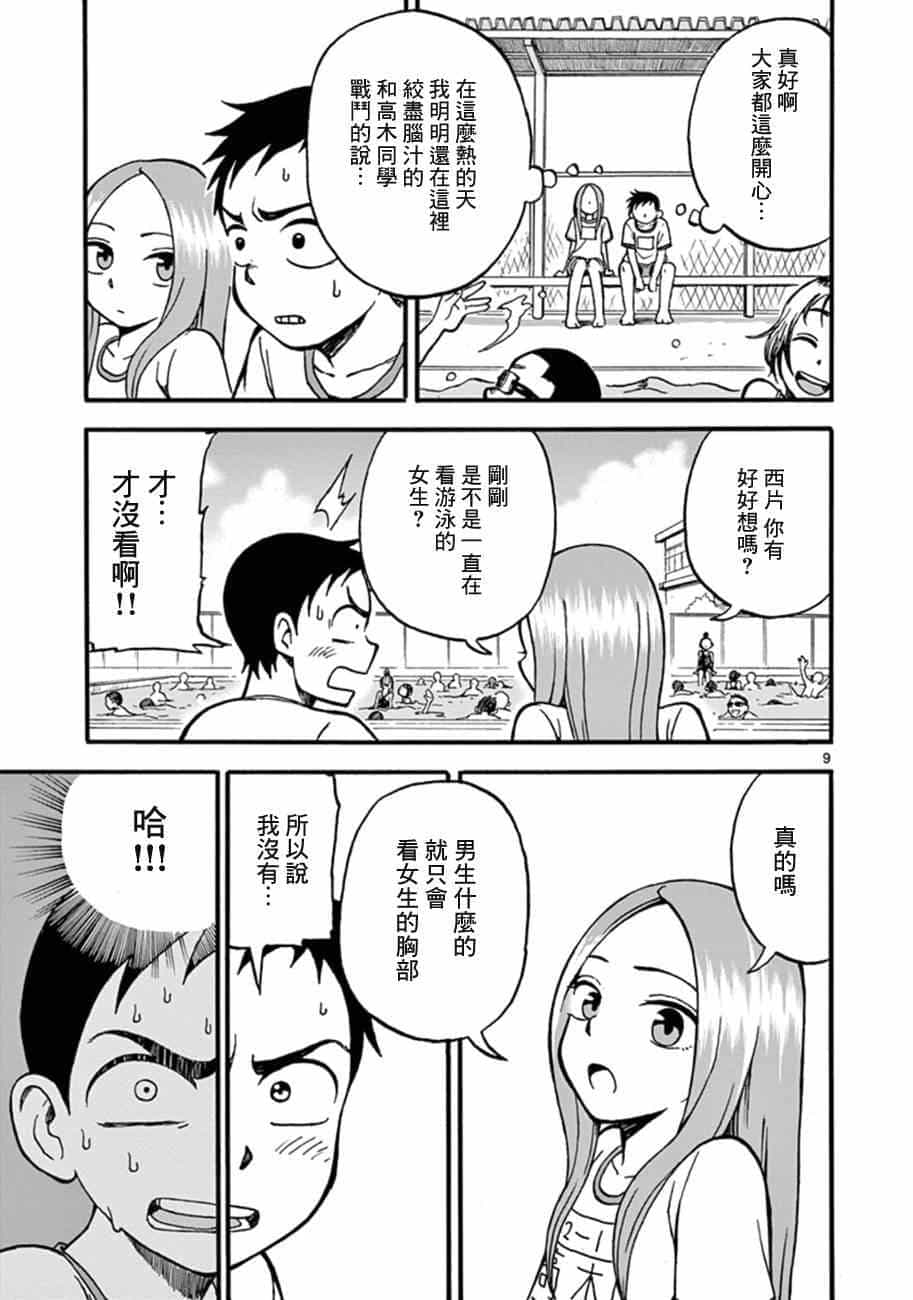 真好啊
大家都這麼開心…
在這麼熱的天
我明明還在這裡
絞盡腦汁的
和高木同學
戰鬥的說…
西片 你有
好好想嗎？
剛剛
是不是一直在
看游泳的
女生？
才…
才沒看啊!!
9
真的嗎
男生什麼的
就只會
看女生的胸部
所以說
我沒有…
哈!!!
2-1